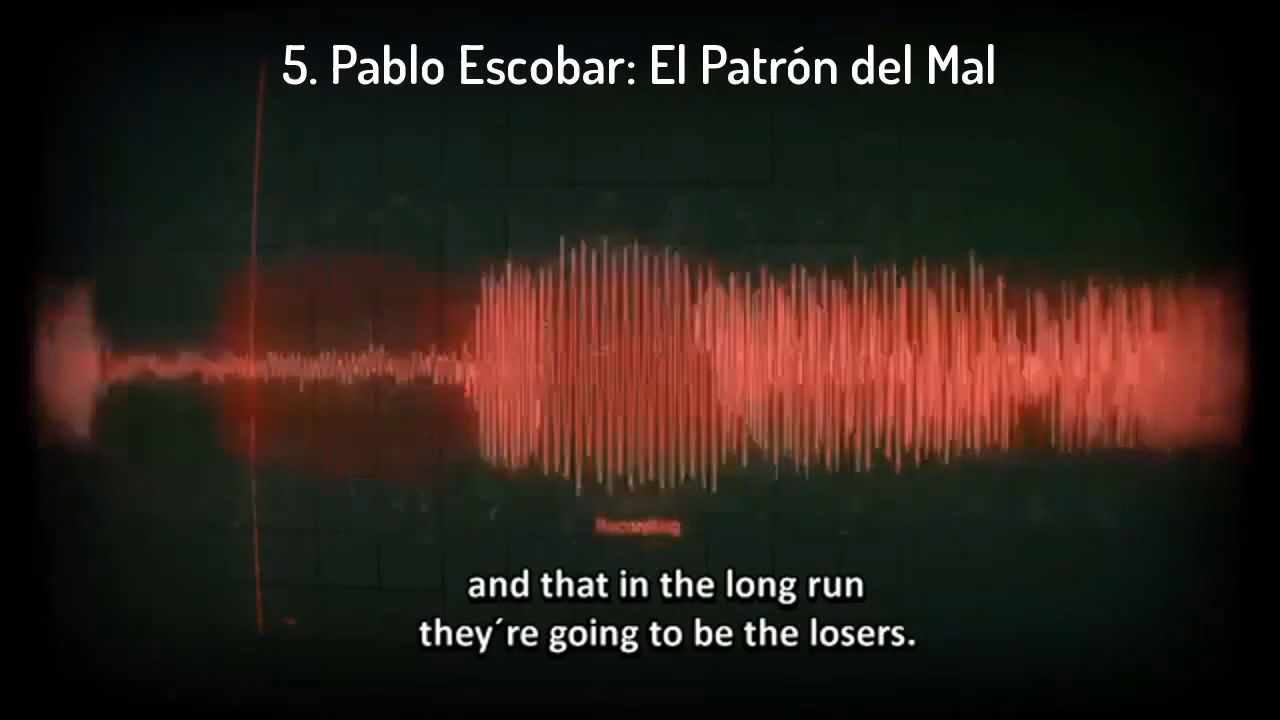 5. Pablo Escobar: El Patrón del Mal
Recording
and that in the long run
they´re going to be the losers.